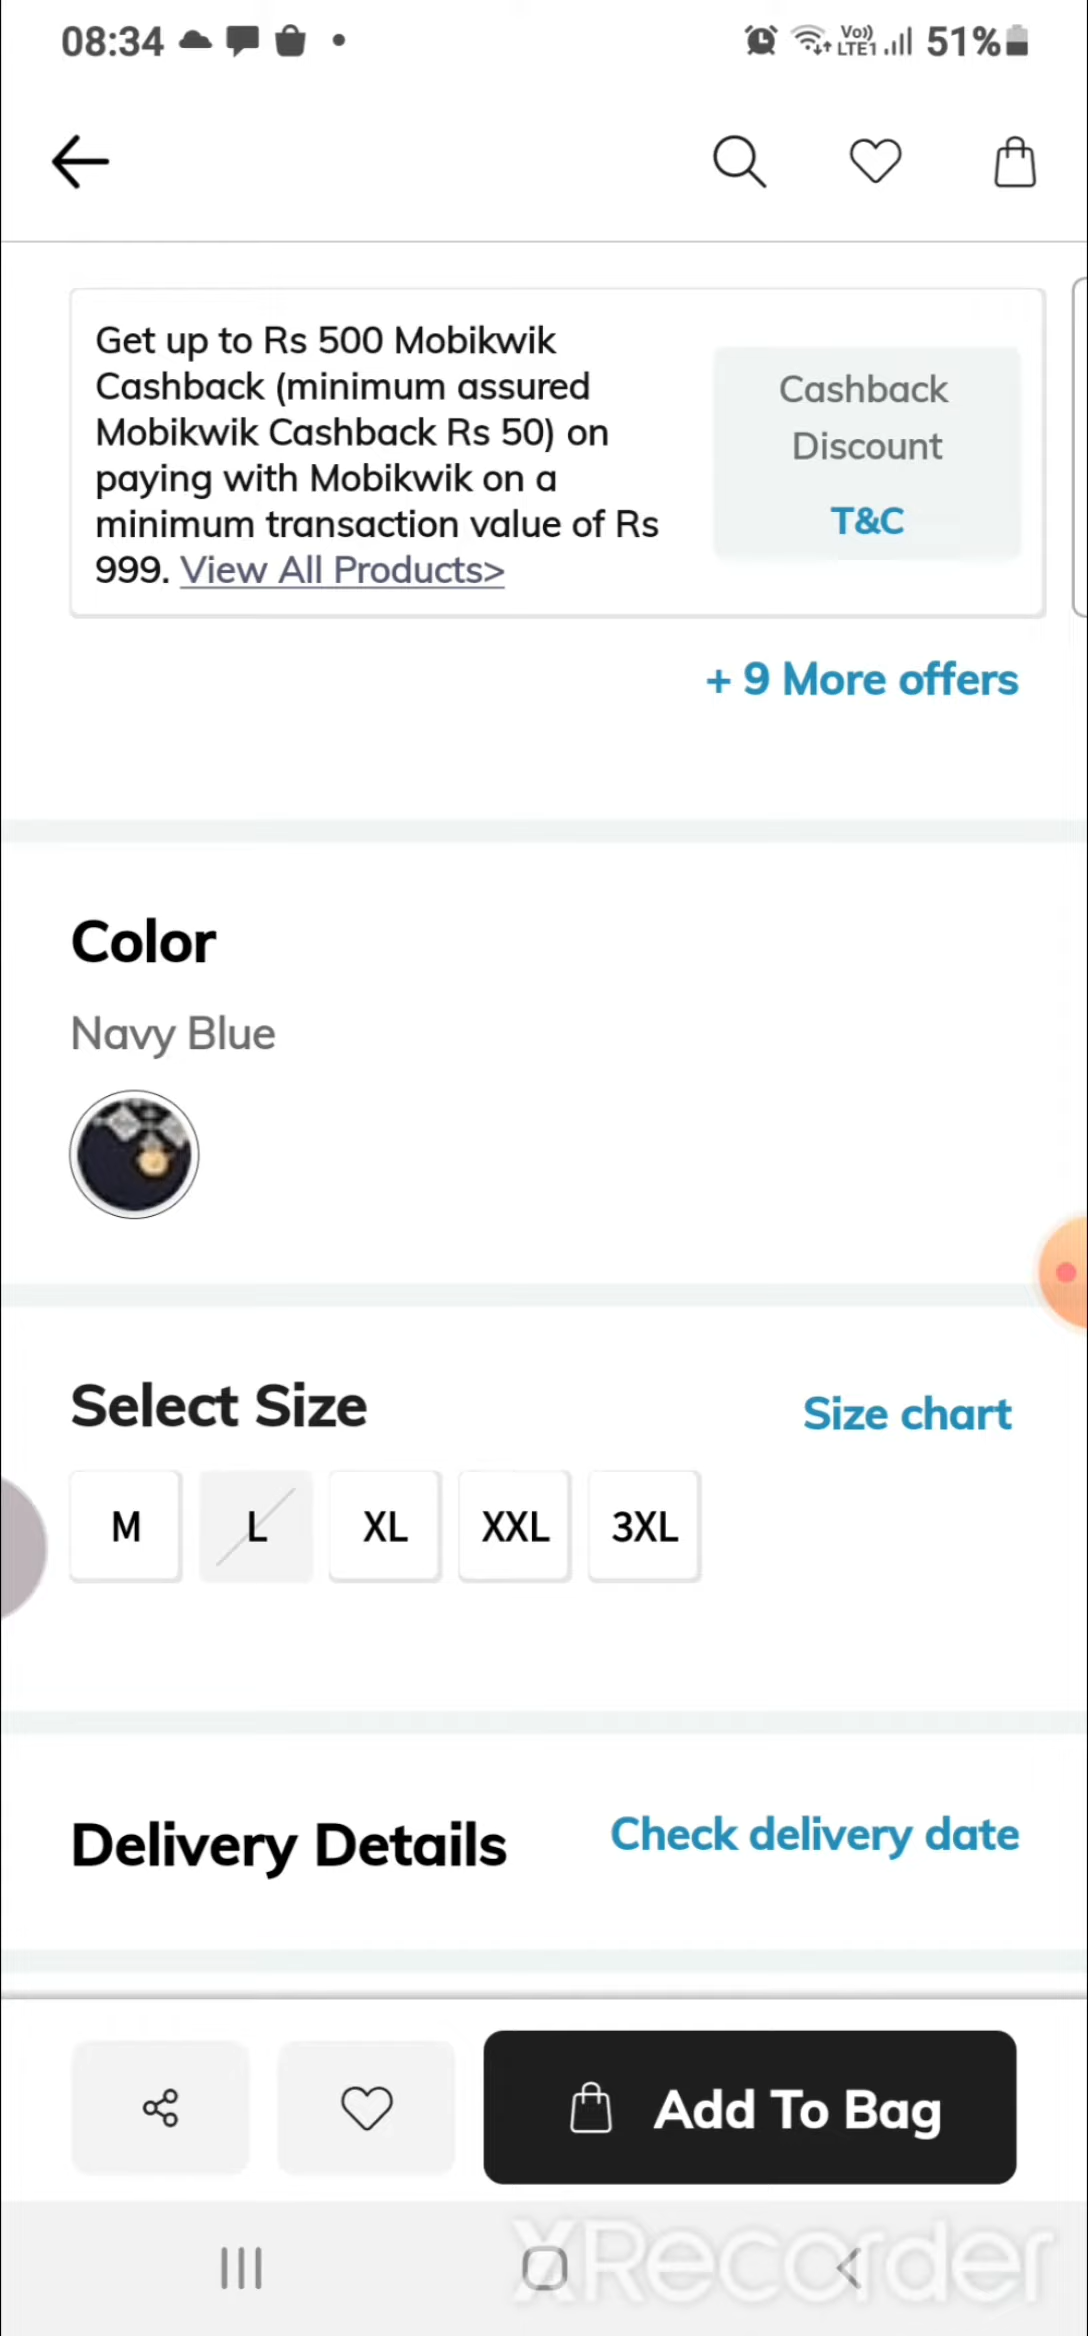 08:34
Vo))
LTE1
51%
Get up to Rs 500 Mobikwik
Cashback (minimum assured
Mobikwik Cashback Rs 50) on
paying with Mobikwik on a
minimum transaction value of Rs
999. View All Products>
Cashback
Discount
T&C
+ 9 More offers
Color
Navy Blue
Select Size
Size chart
M
L
XL
XXL
3XL
Delivery Details
Check delivery date
Add To Bag
XRecorder